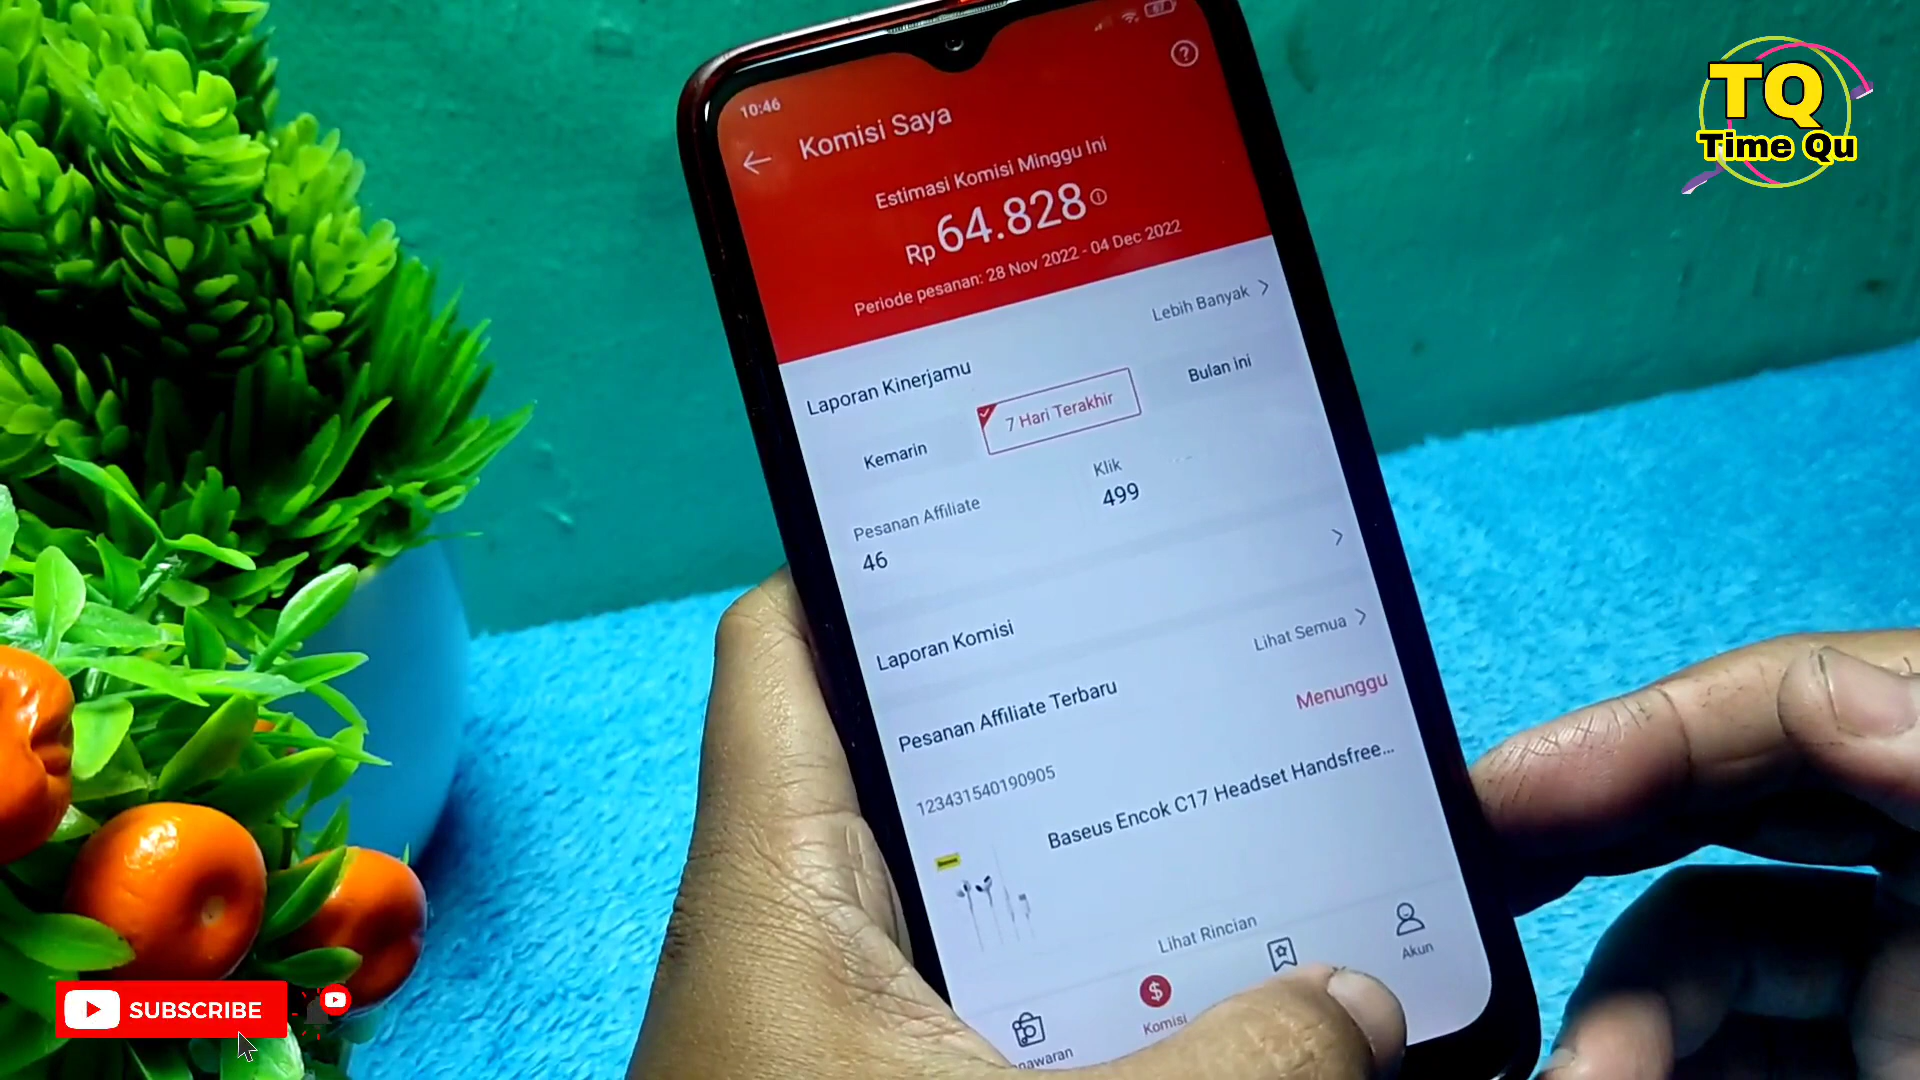 TQ
Time Qu
10:46
67
Komisi Saya
Estimasi Komisi Minggu Ini
Rp64.828
Periode pesanan: 28 Nov 2022 - 04 Dec 2022
Laporan Kinerjamu
Lebih Banyak
Kemarin
7 Hari Terakhir
Bulan ini
Pesanan Affiliate
Klik
46
499
Laporan Komisi
Pesanan Affiliate Terbaru
Lihat Semua
123431540190905
Menunggu
Baseus Encok C17 Headset Handsfree...
Lihat Rincian
nawaran
Komisi
Akun
SUBSCRIBE